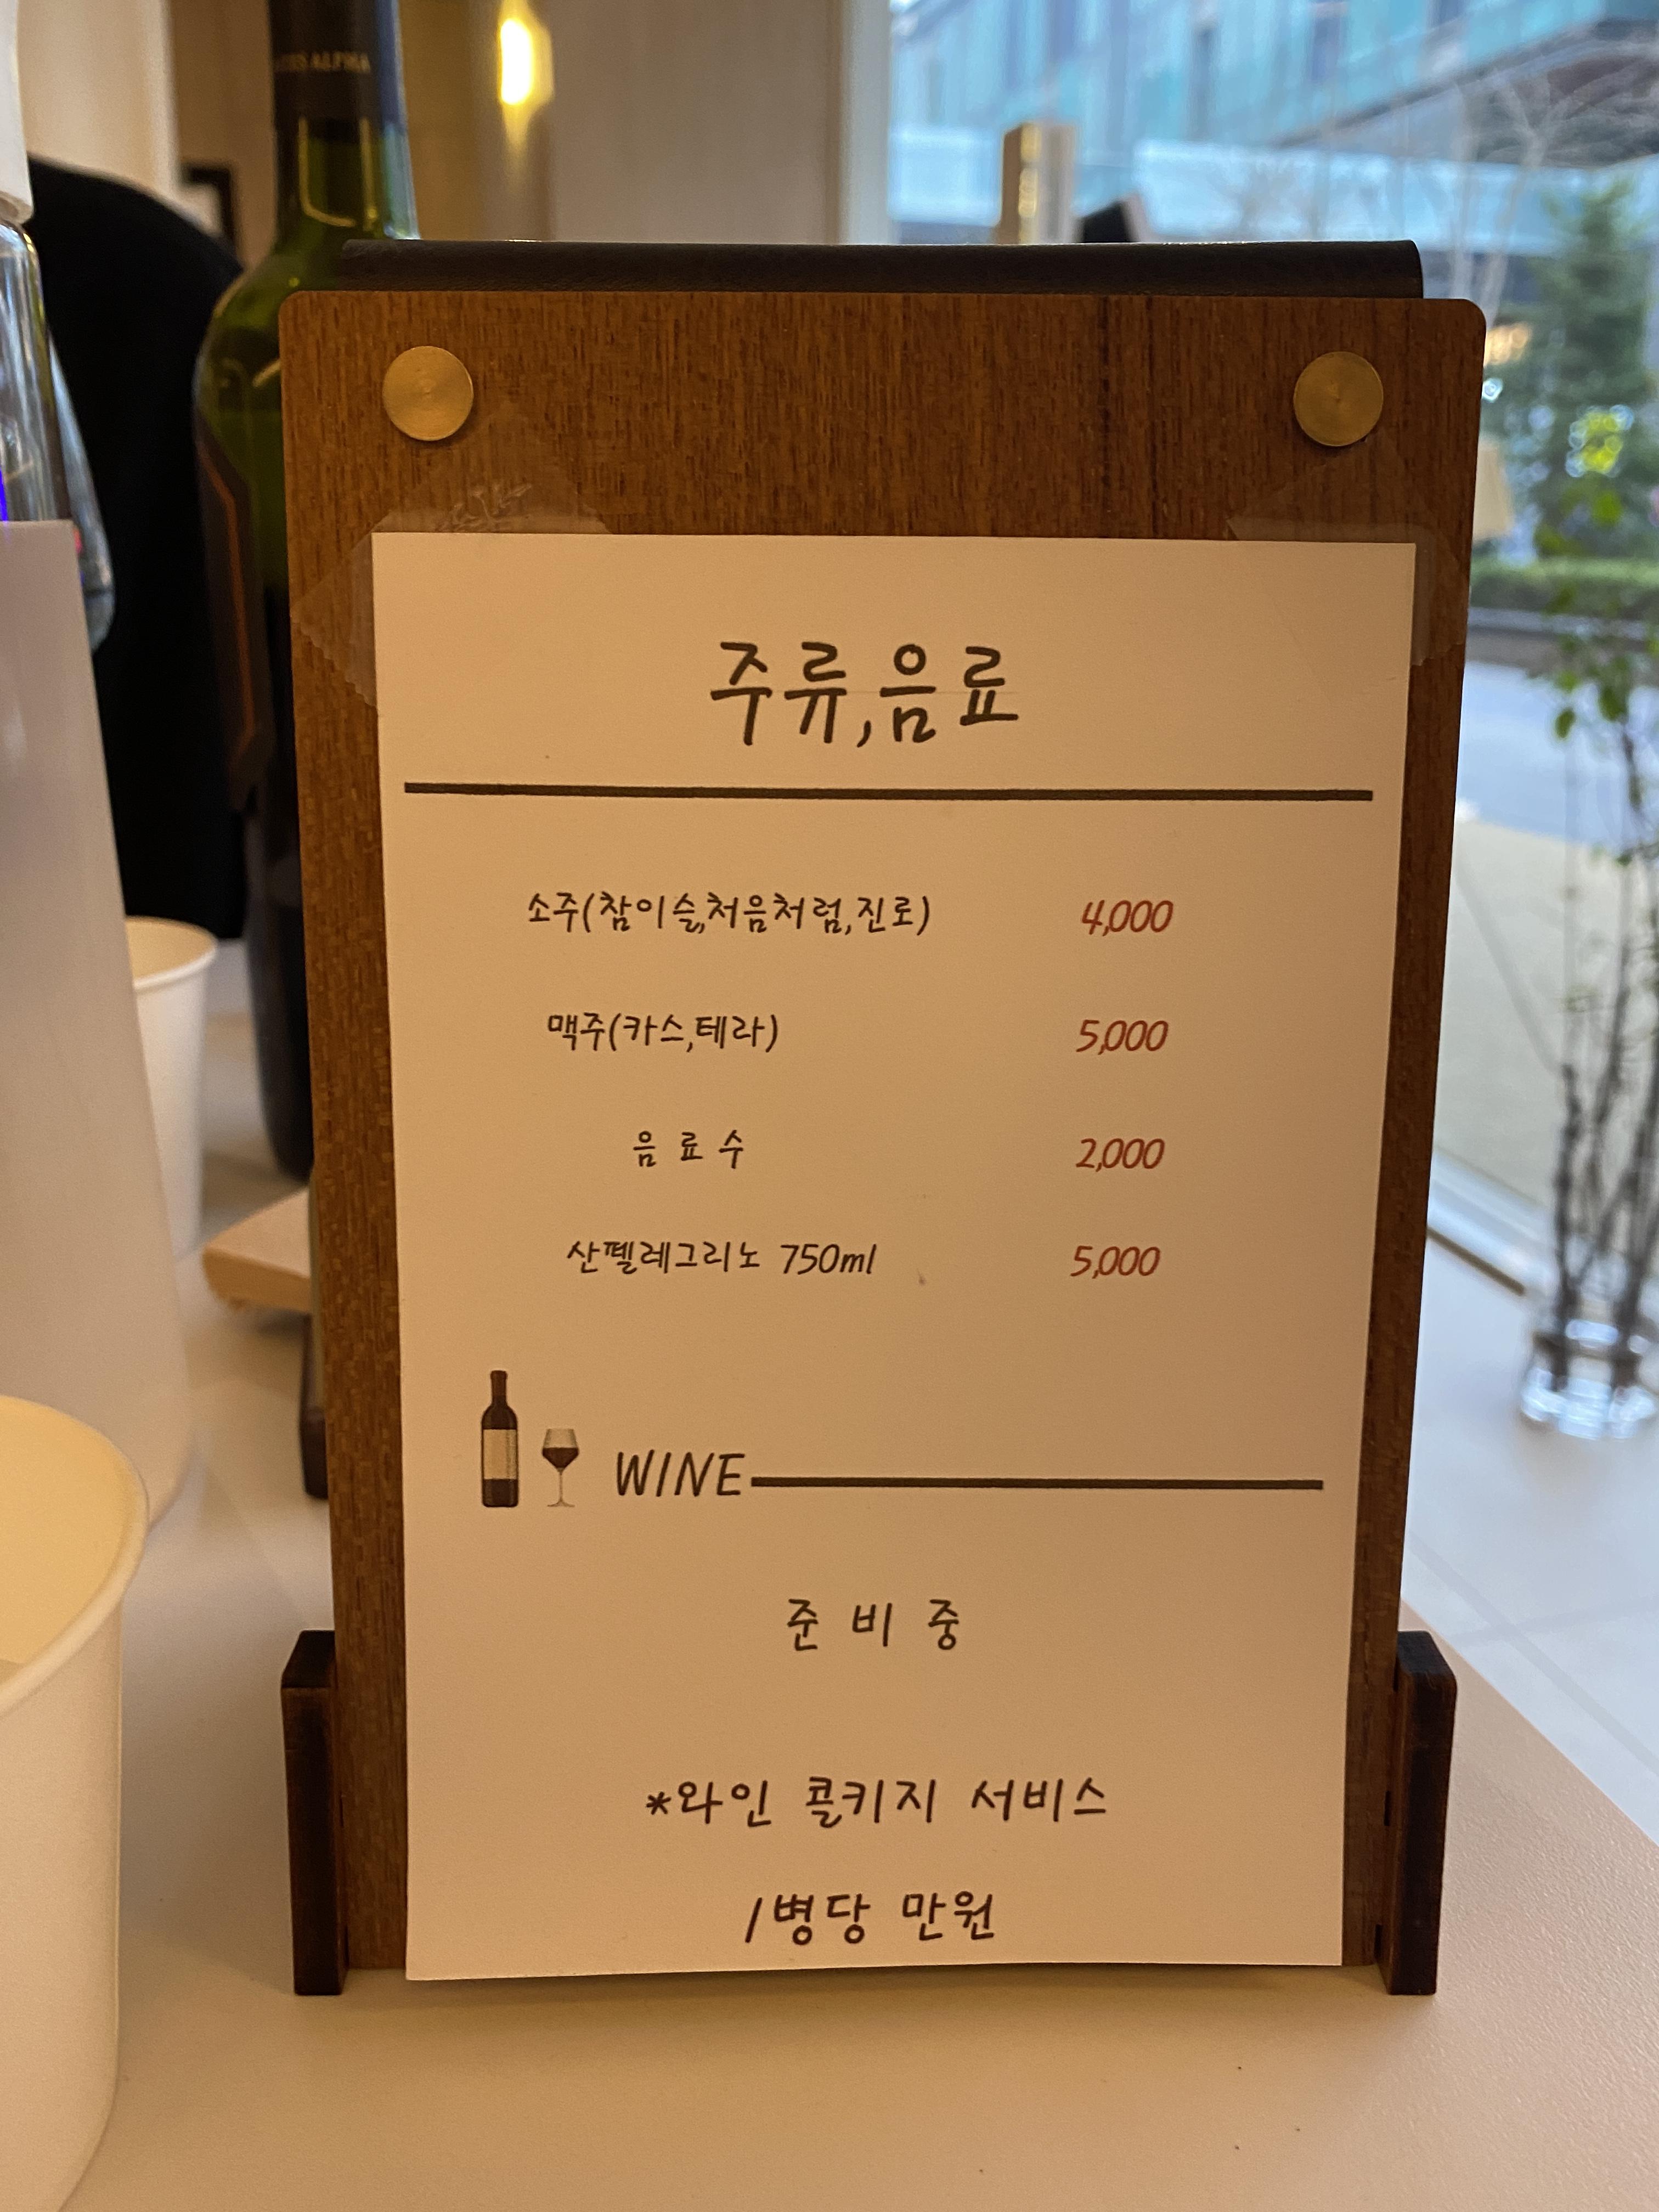 주류,음료
소주(참이슬,처음처럼,진로) 4,000
맥주(카스,테라) 5,000
음 료 수 2,000
산펠레그리노 750ml 5,000
WINE
준 비 중
*와인 콜키지 서비스
/병당 만원
ALPHA